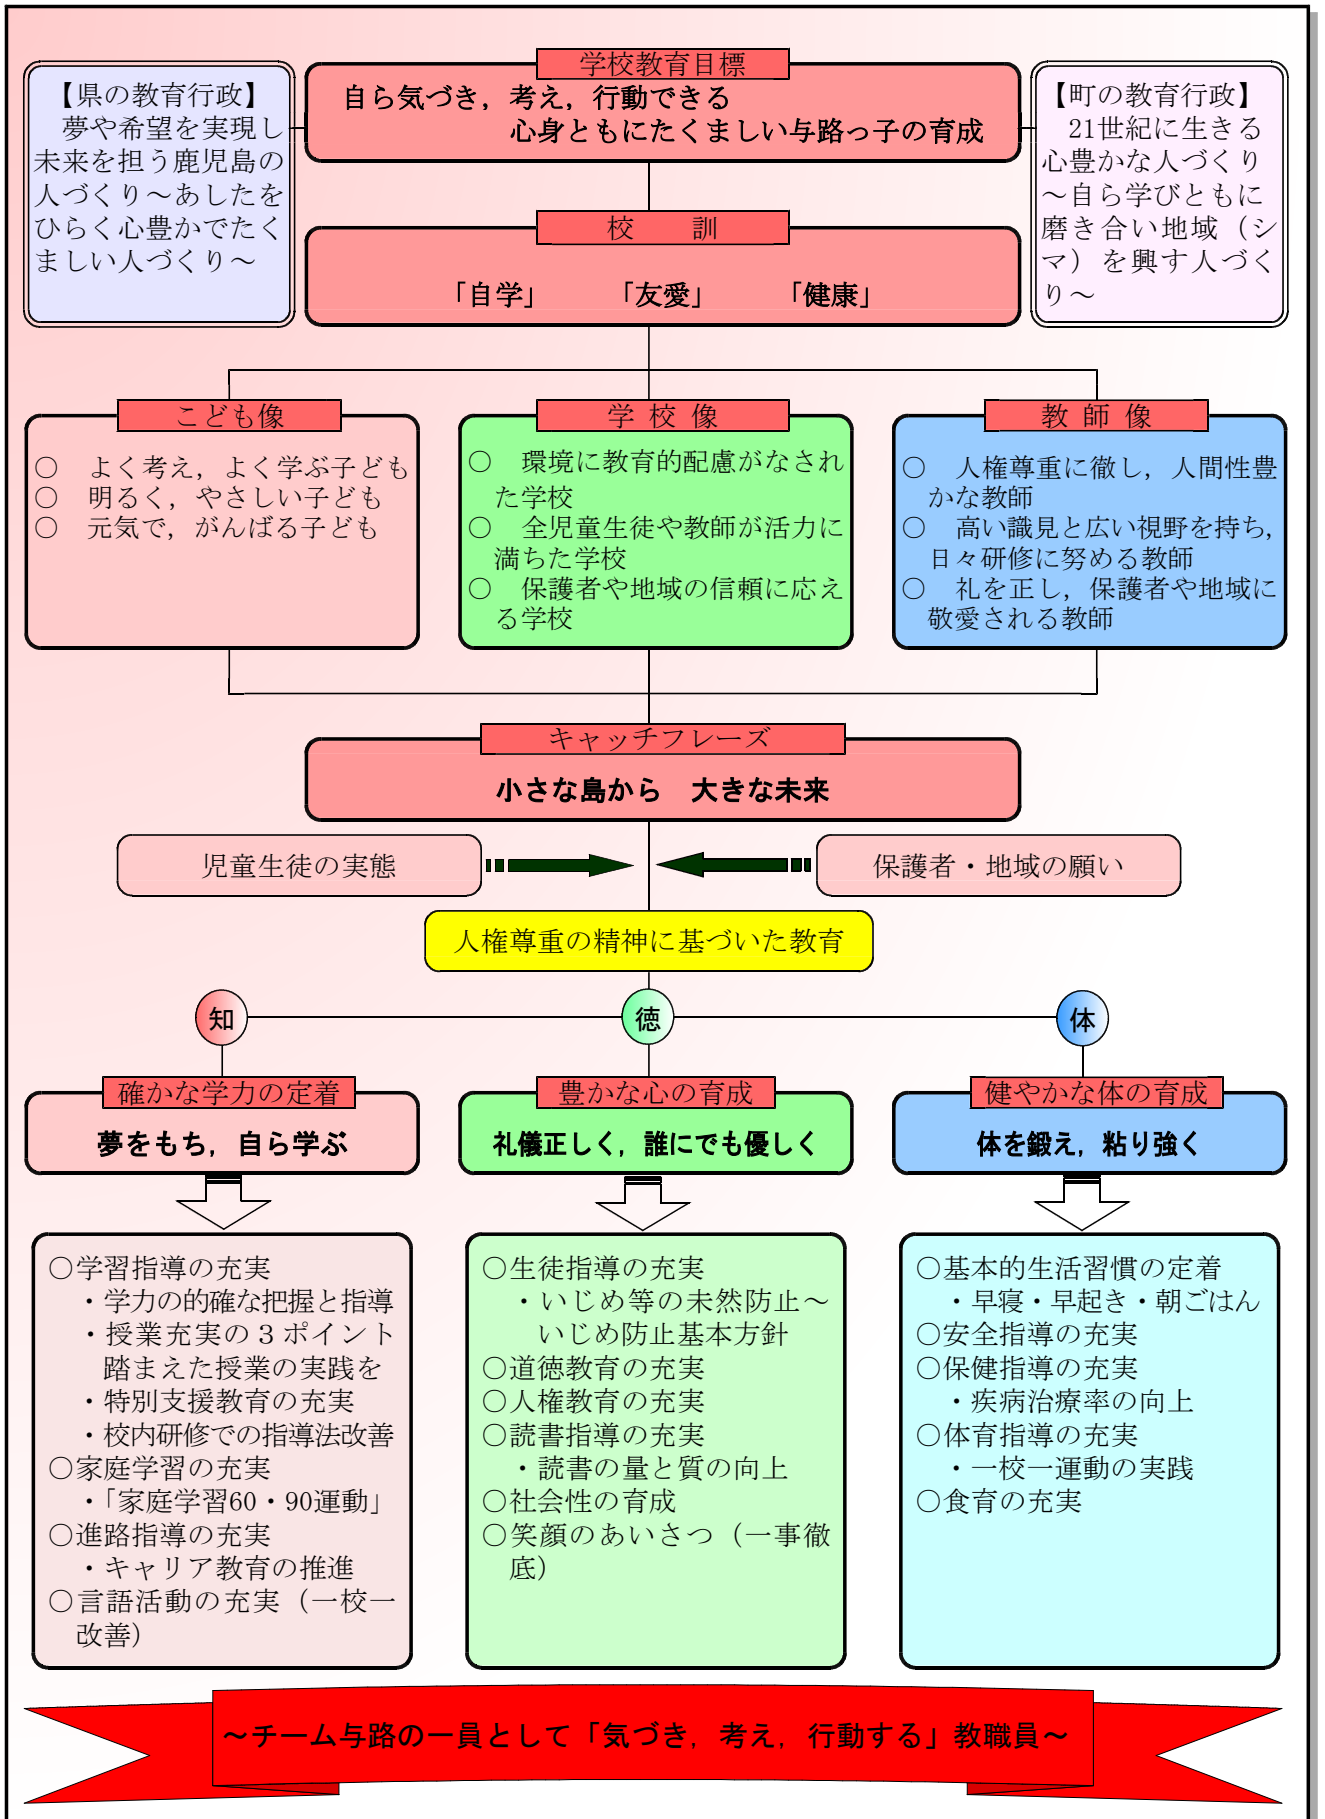 学校教育目標
自ら気づき，考え，行動できる
心身ともにたくましい与路っ子の育成
【県の教育行政】
夢や希望を実現し
未来を担う鹿児島の
人づくり～あしたを
ひらく心豊かでたく
ましい人づくり～
【町の教育行政】
21世紀に生きる
心豊かな人づくり
～自ら学びともに
磨き合い地域（シ
マ）を興す人づく
り～
校　訓
「自学」　「友愛」　「健康」
こども像
○　よく考え，よく学ぶ子ども
○　明るく，やさしい子ども
○　元気で，がんばる子ども
学 校 像
○　環境に教育的配慮がなされ
た学校
○　全児童生徒や教師が活力に
満ちた学校
○　保護者や地域の信頼に応え
る学校
教 師 像
○　人権尊重に徹し，人間性豊
かな教師
○　高い識見と広い視野を持ち，
日々研修に努める教師
○　礼を正し，保護者や地域に
敬愛される教師
キャッチフレーズ
小さな島から　大きな未来
児童生徒の実態
保護者・地域の願い
人権尊重の精神に基づいた教育
知
徳
体
確かな学力の定着
夢をもち，自ら学ぶ
豊かな心の育成
礼儀正しく，誰にでも優しく
健やかな体の育成
体を鍛え，粘り強く
○学習指導の充実
・学力の的確な把握と指導
・授業充実の３ポイント
踏まえた授業の実践を
・特別支援教育の充実
・校内研修での指導法改善
○家庭学習の充実
・「家庭学習60・90運動」
○進路指導の充実
・キャリア教育の推進
○言語活動の充実（一校一
改善）
○生徒指導の充実
・いじめ等の未然防止～
いじめ防止基本方針
○道徳教育の充実
○人権教育の充実
○読書指導の充実
・読書の量と質の向上
○社会性の育成
○笑顔のあいさつ（一事徹
底）
○基本的生活習慣の定着
・早寝・早起き・朝ごはん
○安全指導の充実
○保健指導の充実
・疾病治療率の向上
○体育指導の充実
・一校一運動の実践
○食育の充実
～チーム与路の一員として「気づき，考え，行動する」教職員～